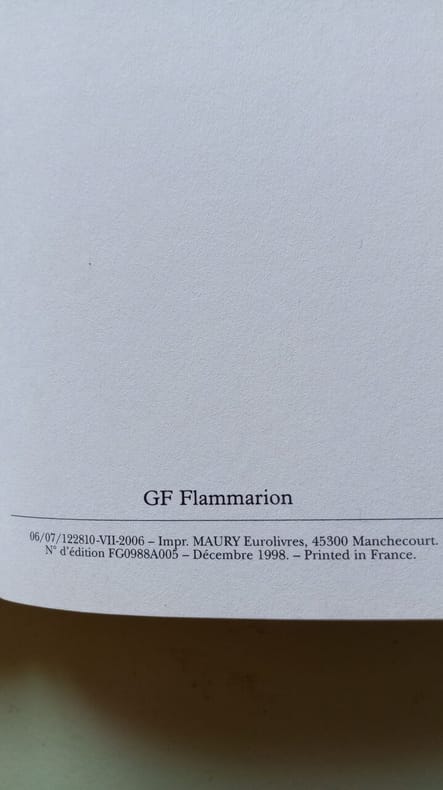 GF Flammarion
06/07/122810-VII-2006 – Impr. MAURY Eurolivres, 45300 Manchecourt.
N° d'édition FG0988A005 – Décembre 1998. – Printed in France.